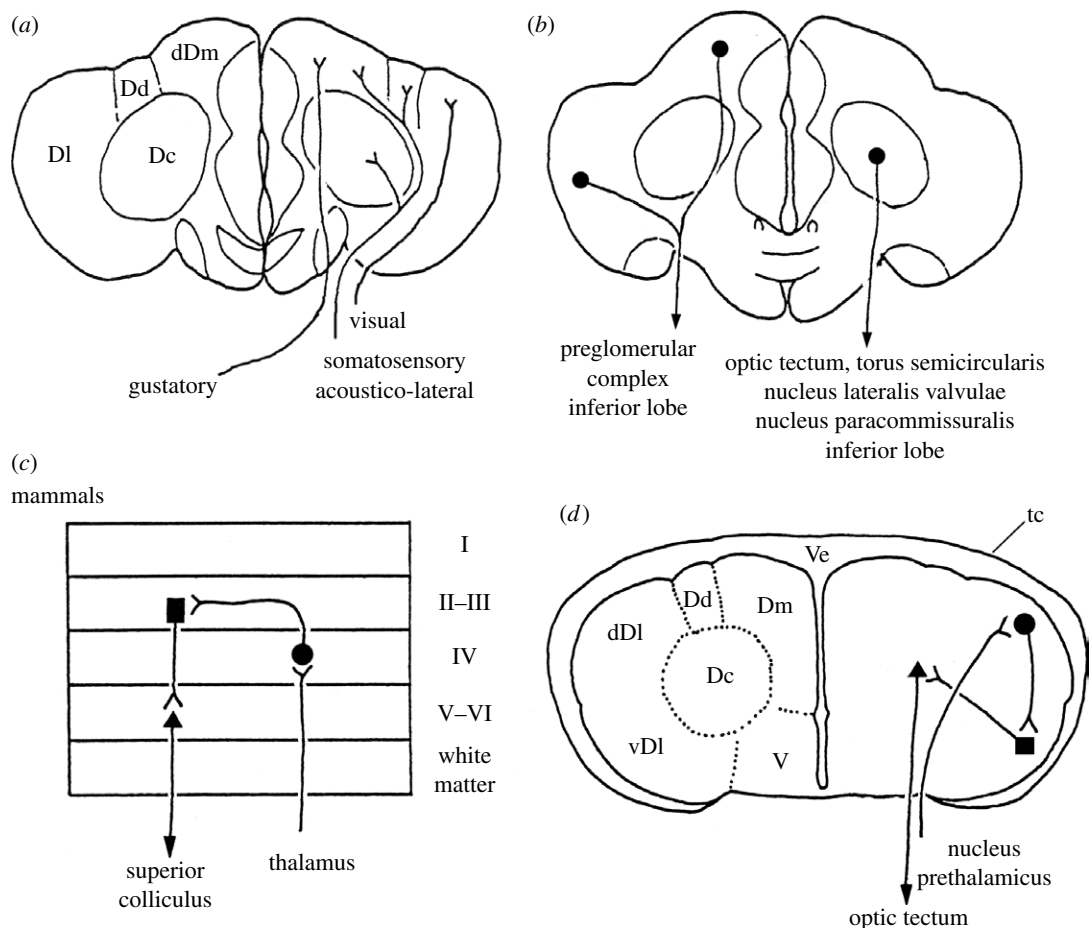 (a)
dDm
Dd
Dl
Dc
visual
somatosensory
acoustico-lateral
gustatory
(b)
preglomerular
complex
inferior lobe
optic tectum, torus semicircularis
nucleus lateralis valvulae
nucleus paracommissuralis
inferior lobe
(c)
mammals
I
II–III
IV
V–VI
white
matter
superior
colliculus
thalamus
(d)
tc
Ve
Dd
Dm
dDl
Dc
vDl
V
nucleus
prethalamicus
optic tectum